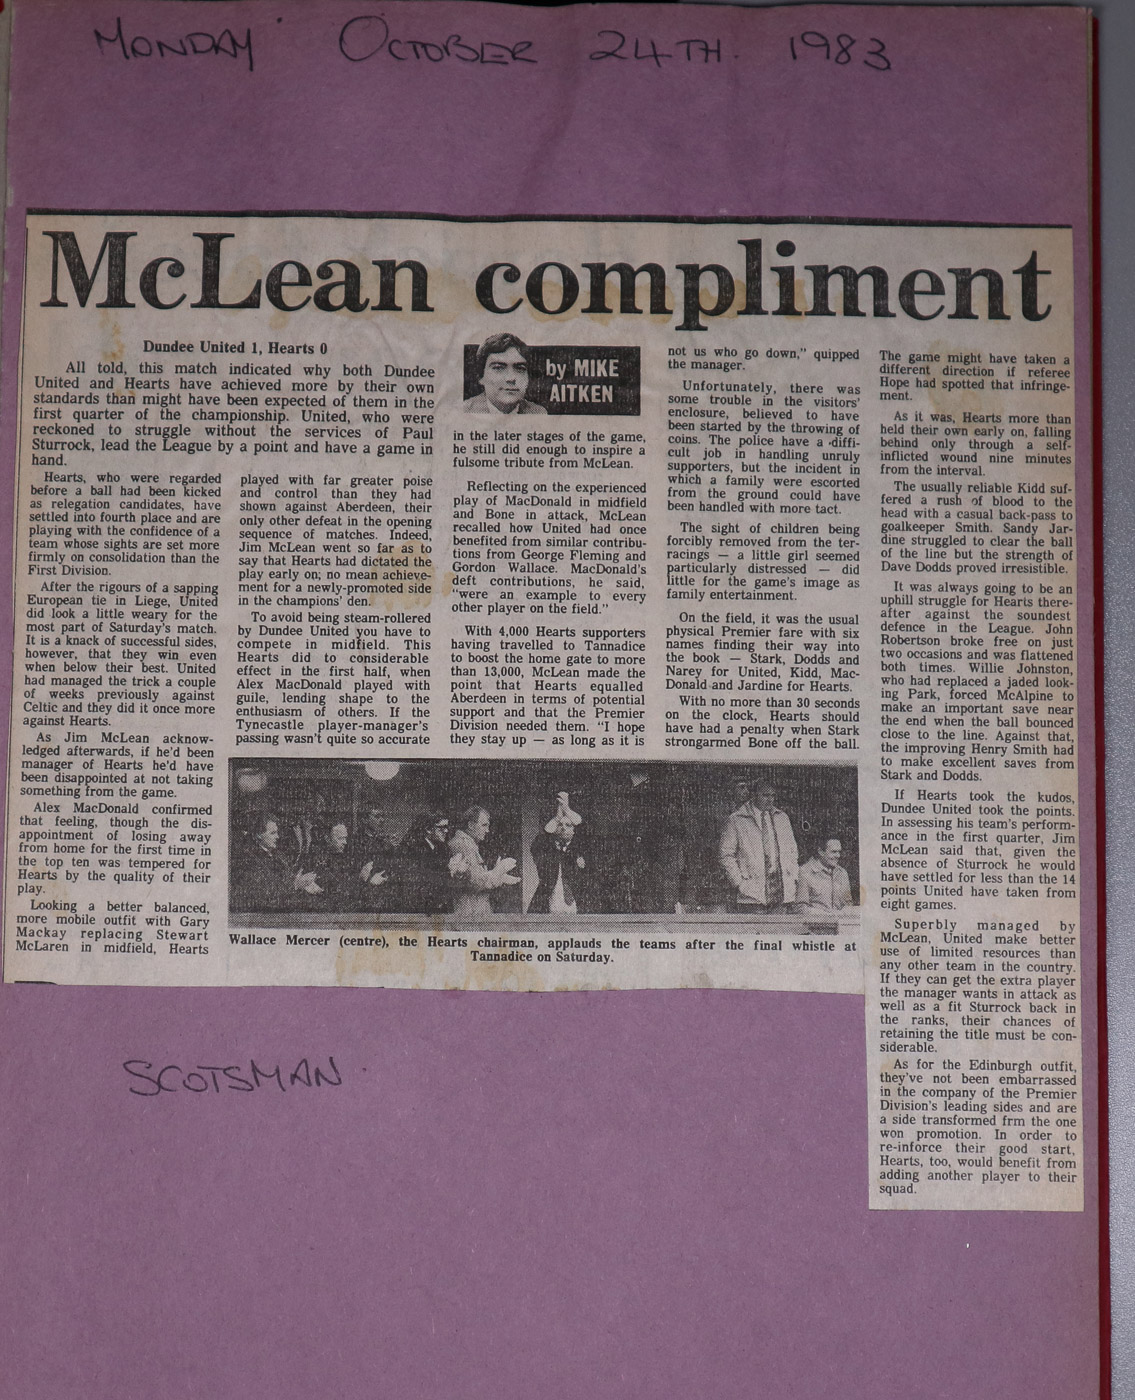 MONDAY OCTOBER 24TH. 1983
McLean compliment
Dundee United 1, Hearts 0
All told, this match indicated why both Dundee
United and Hearts have achieved more by their own
standards than might have been expected of them in the
first quarter of the championship. United, who were
reckoned to struggle without the services of Paul
Sturrock, lead the League by a point and have a game in
hand.
Hearts, who were regarded
before a ball had been kicked
as relegation candidates, have
settled into fourth place and are
playing with the confidence of a
team whose sights are set more
firmly on consolidation than the
First Division.
After the rigours of a sapping
European tie in Liege, United
did look a little weary for the
most part of Saturday's match.
It is a knack of successful sides,
however, that they win even
when below their best. United
had managed the trick a couple
of weeks previously against
Celtic and they did it once more
against Hearts.
As Jim McLean acknow-
ledged afterwards, if he'd been
manager of Hearts he'd have
been disappointed at not taking
something from the game.
Alex MacDonald confirmed
that feeling, though the dis-
appointment of losing away
from home for the first time in
the top ten was tempered for
Hearts by the quality of their
play.
Looking a better balanced,
more mobile outfit with Gary
Mackay replacing Stewart
McLaren in midfield, Hearts
played with far greater poise
and control than they had
shown against Aberdeen, their
only other defeat in the opening
sequence of matches. Indeed,
Jim McLean went so far as to
say that Hearts had dictated the
play early on; no mean achieve-
ment for a newly-promoted side
in the champions' den.
To avoid being steam-rollered
by Dundee United you have to
compete in midfield. This
Hearts did to considerable
effect in the first half, when
Alex MacDonald played with
guile, lending shape to the
enthusiasm of others. If the
Tynecastle player-manager's
passing wasn't quite so accurate
by MIKE
AITKEN
in the later stages of the game,
he still did enough to inspire a
fulsome tribute from McLean.
Reflecting on the experienced
play of MacDonald in midfield
and Bone in attack, McLean
recalled how United had once
benefited from similar contribu-
tions from George Fleming and
Gordon Wallace. MacDonald's
deft contributions, he said,
"were an example to every
other player on the field."
With 4,000 Hearts supporters
having travelled to Tannadice
to boost the home gate to more
than 13,000, McLean made the
point that Hearts equalled
Aberdeen in terms of potential
support and that the Premier
Division needed them. "I hope
they stay up — as long as it is
not us who go down," quipped
the manager.
Unfortunately, there was
some trouble in the visitors'
enclosure, believed to have
been started by the throwing of
coins. The police have a diffi-
cult job in handling unruly
supporters, but the incident in
which a family were escorted
from the ground could have
been handled with more tact.
The sight of children being
forcibly removed from the ter-
racings — a little girl seemed
particularly distressed — did
little for the game's image as
family entertainment.
On the field, it was the usual
physical Premier fare with six
names finding their way into
the book — Stark, Dodds and
Narey for United, Kidd, Mac-
Donald and Jardine for Hearts.
With no more than 30 seconds
on the clock, Hearts should
have had a penalty when Stark
strongarmed Bone off the ball.
The game might have taken a
different direction if referee
Hope had spotted that infringe-
ment.
As it was, Hearts more than
held their own early on, falling
behind only through a self-
inflicted wound nine minutes
from the interval.
The usually reliable Kidd suf-
fered a rush of blood to the
head with a casual back-pass to
goalkeeper Smith. Sandy Jar-
dine struggled to clear the ball
off the line but the strength of
Dave Dodds proved irresistible.
It was always going to be an
uphill struggle for Hearts there-
after against the soundest
defence in the League. John
Robertson broke free on just
two occasions and was flattened
both times. Willie Johnston,
who had replaced a jaded look-
ing Park, forced McAlpine to
make an important save near
the end when the ball bounced
close to the line. Against that,
the improving Henry Smith had
to make excellent saves from
Stark and Dodds.
If Hearts took the kudos,
Dundee United took the points.
In assessing his team's perform-
ance in the first quarter, Jim
McLean said that, given the
absence of Sturrock he would
have settled for less than the 14
points United have taken from
eight games.
Superbly managed by
McLean, United make better
use of limited resources than
any other team in the country.
If they can get the extra player
the manager wants in attack as
well as a fit Sturrock back in
the ranks, their chances of
retaining the title must be con-
siderable.
As for the Edinburgh outfit,
they've not been embarrassed
in the company of the Premier
Division's leading sides and are
a side transformed frm the one
won promotion. In order to
re-inforce their good start,
Hearts, too, would benefit from
adding another player to their
squad.
Wallace Mercer (centre), the Hearts chairman, applauds the teams after the final whistle at
Tannadice on Saturday.
SCOTSMAN